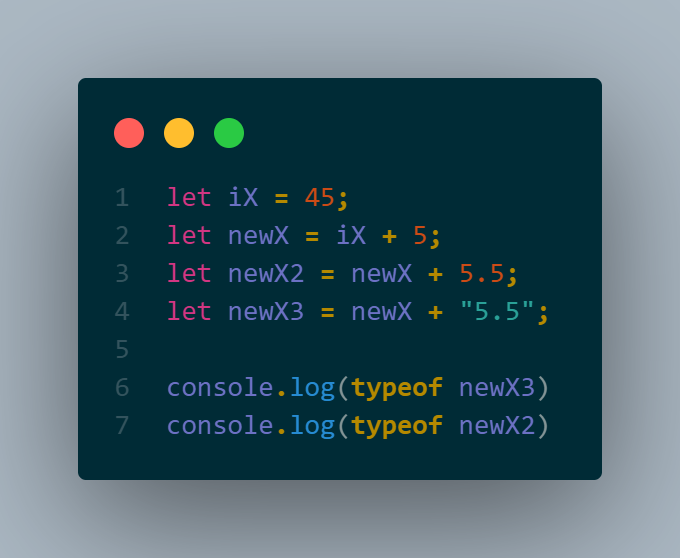 1 let iX = 45;
2 let newX = iX + 5;
3 let newX2 = newX + 5.5;
4 let newX3 = newX + "5.5";
5
6 console.log(typeof newX3)
7 console.log(typeof newX2)